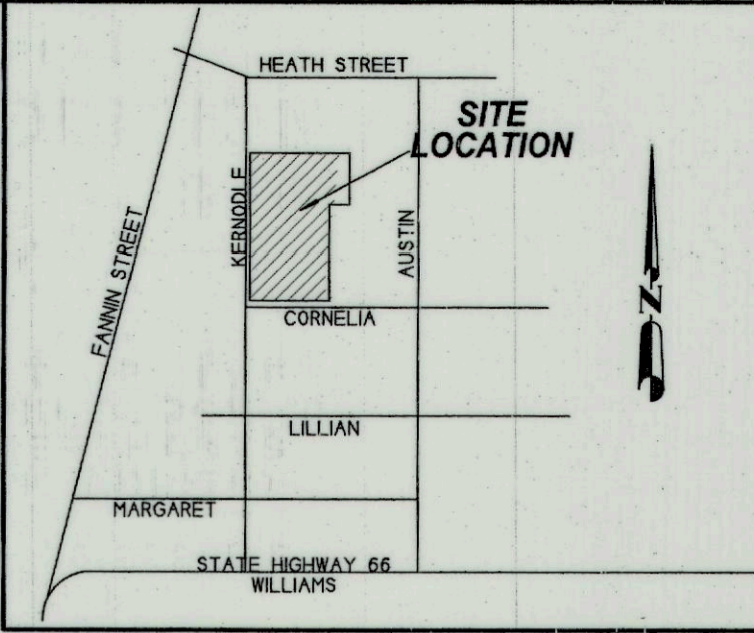 HEATH STREET
SITE
LOCATION
KERNODLE
AUSTIN
FANNIN STREET
N
CORNELIA
LILLIAN
MARGARET
STATE HIGHWAY 66
WILLIAMS